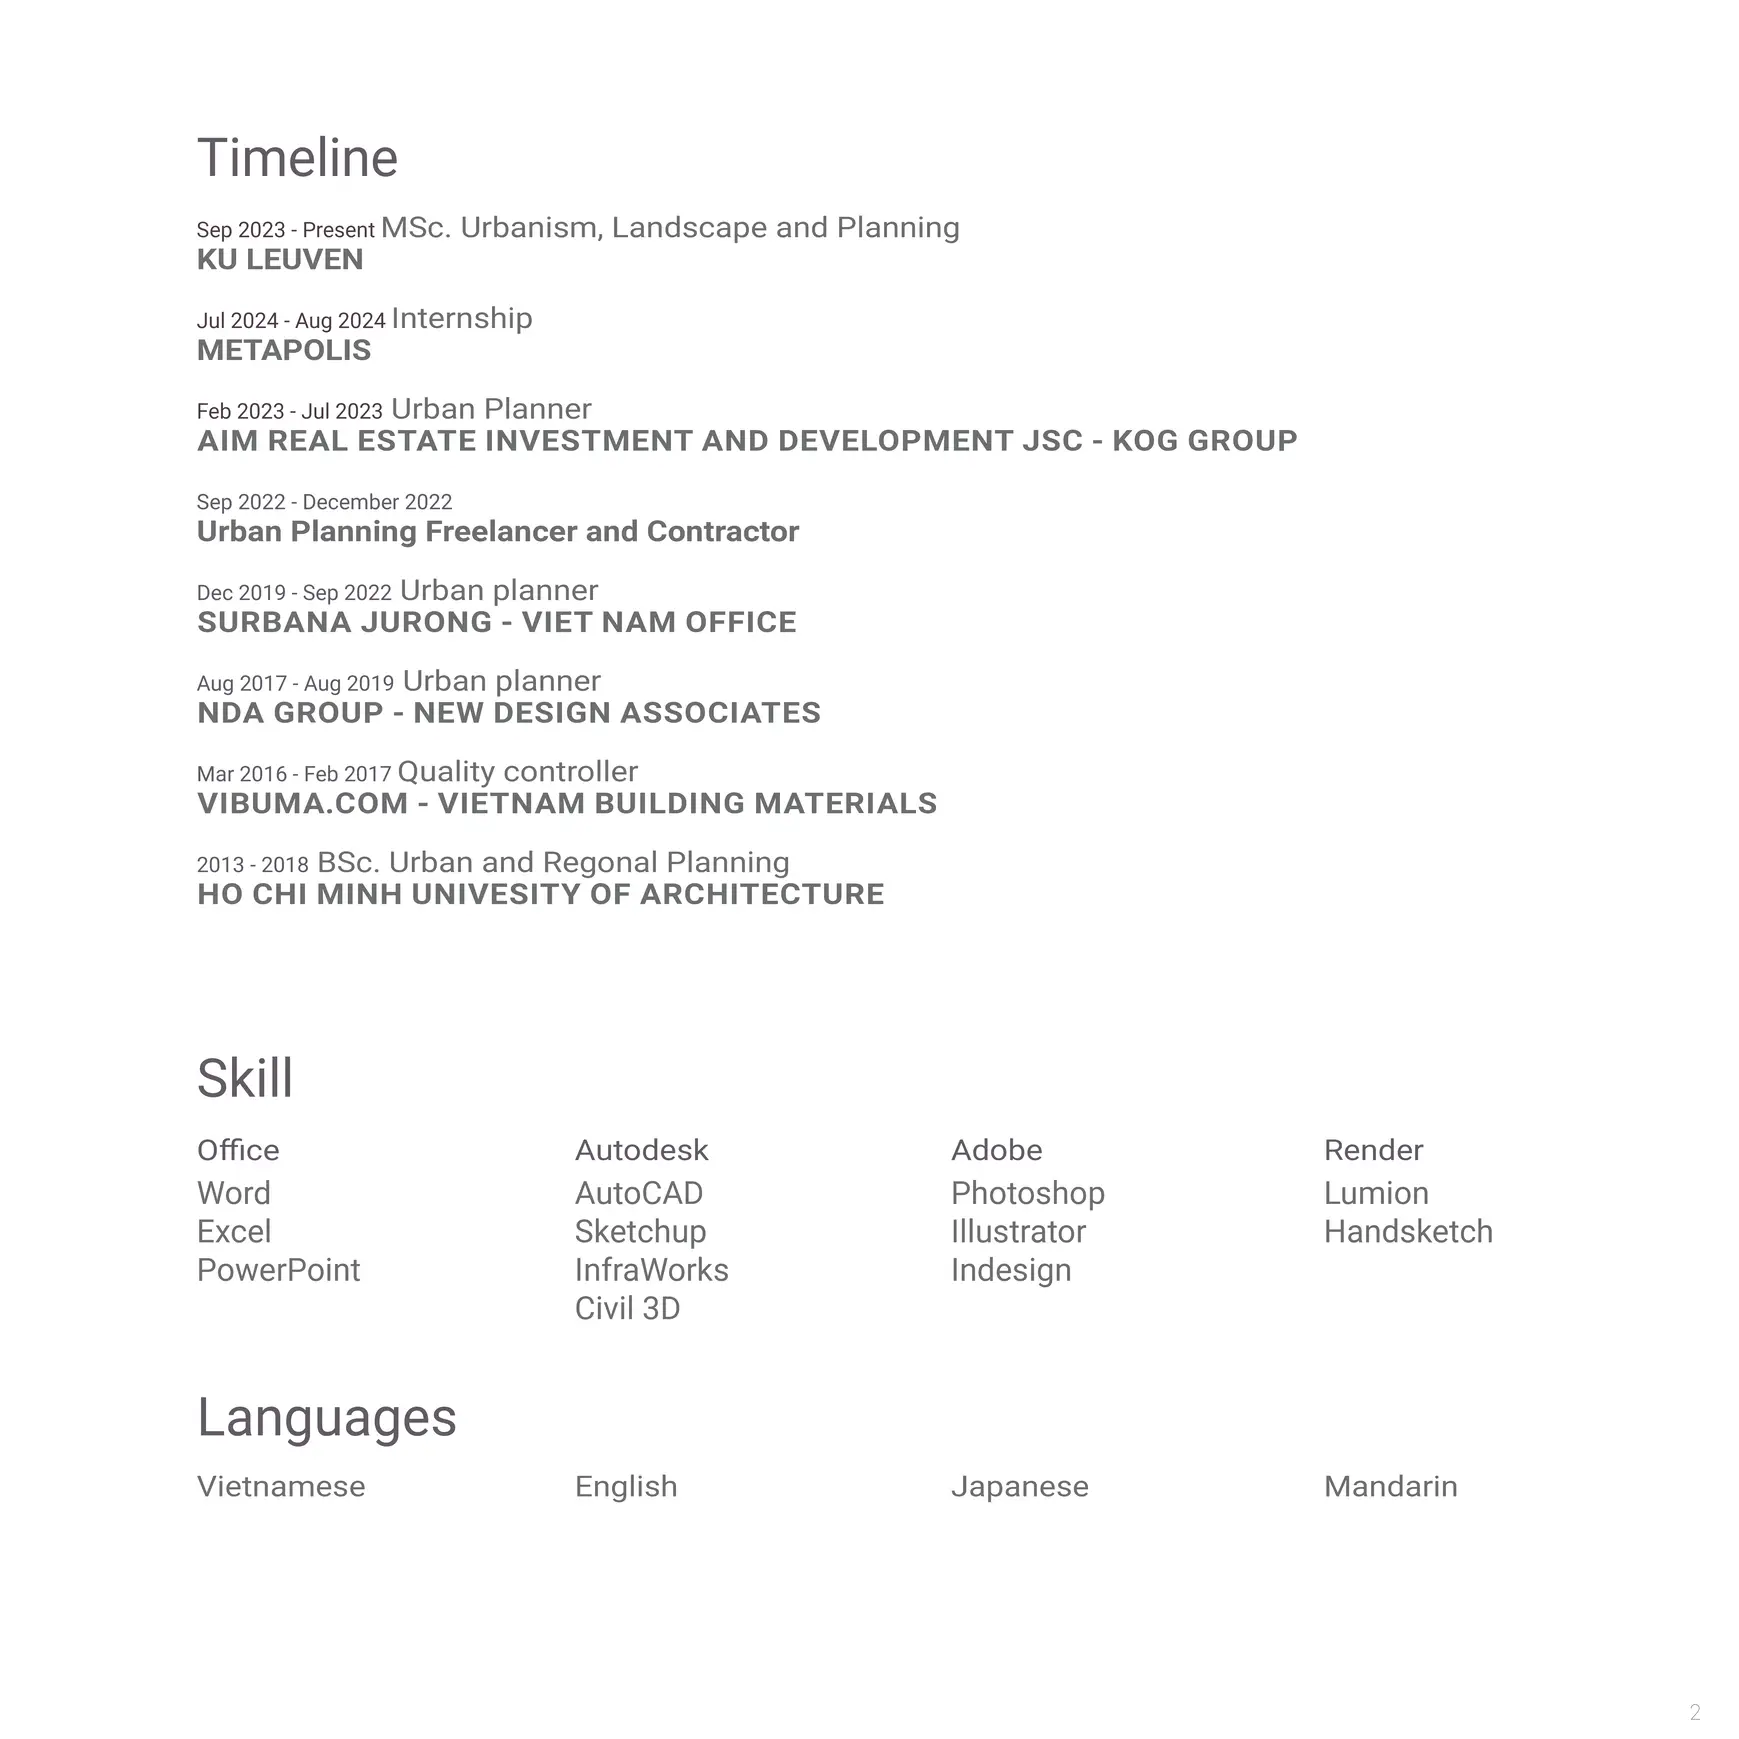 Timeline
Sep 2023 - Present MSc. Urbanism, Landscape and Planning
KU LEUVEN
Jul 2024 - Aug 2024 Internship
METAPOLIS
Feb 2023 - Jul 2023 Urban Planner
AIM REAL ESTATE INVESTMENT AND DEVELOPMENT JSC - KOG GROUP
Sep 2022 - December 2022
Urban Planning Freelancer and Contractor
Dec 2019 - Sep 2022 Urban planner
SURBANA JURONG - VIET NAM OFFICE
Aug 2017 - Aug 2019 Urban planner
NDA GROUP - NEW DESIGN ASSOCIATES
Mar 2016 - Feb 2017 Quality controller
VIBUMA.COM - VIETNAM BUILDING MATERIALS
2013 - 2018 BSc. Urban and Regonal Planning
HO CHI MINH UNIVESITY OF ARCHITECTURE
Skill
Office
Word
Excel
PowerPoint
Autodesk
AutoCAD
Sketchup
InfraWorks
Civil 3D
Adobe
Photoshop
Illustrator
Indesign
Render
Lumion
Handsketch
Languages
Vietnamese
English
Japanese
Mandarin
2